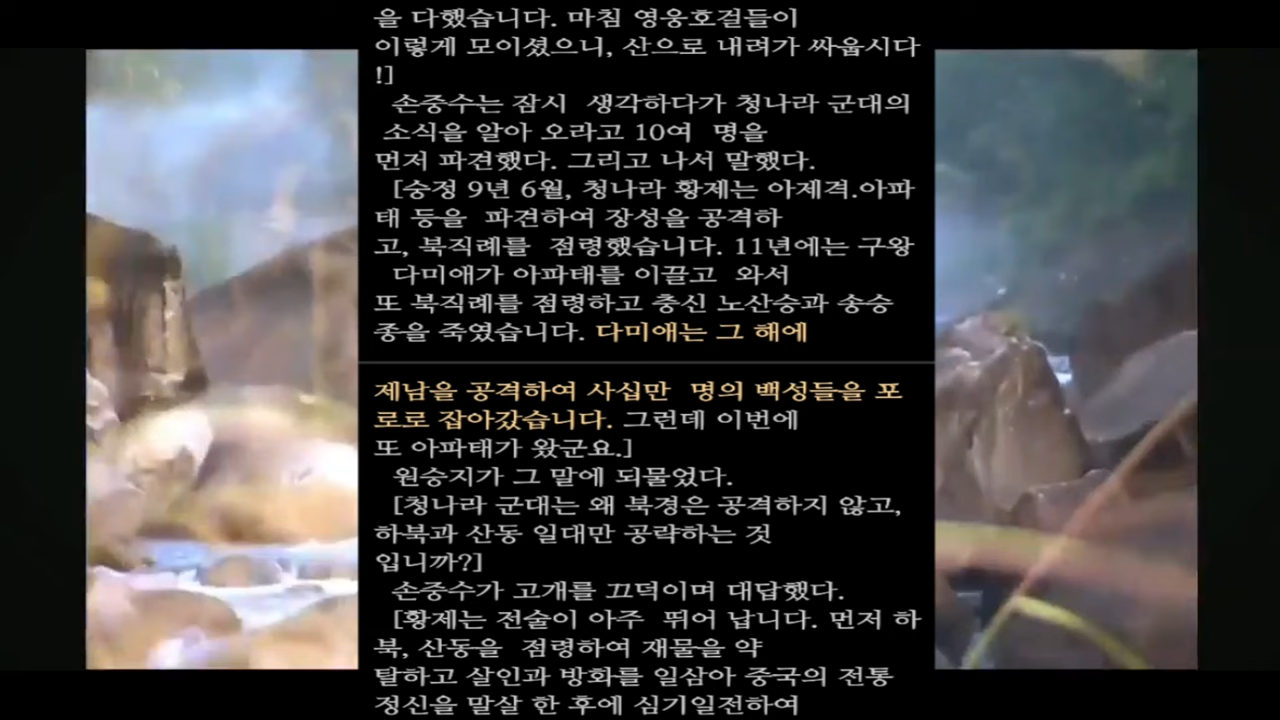 을 다했습니다. 마침 영웅호걸들이
이렇게 모이셨으니, 산으로 내려가 싸웁시다
!]
손중수는 잠시 생각하다가 청나라 군대의
소식을 알아 오라고 10여 명을
먼저 파견했다. 그리고 나서 말했다.
[숭정 9년 6월, 청나라 황제는 아제격.아파
태 등을 파견하여 장성을 공격하
고, 북직례를 점령했습니다. 11년에는 구왕
다미애가 아파태를 이끌고 와서
또 북직례를 점령하고 충신 노산승과 송승
종을 죽였습니다. 다미애는 그 해에
제남을 공격하여 사십만 명의 백성들을 포
로로 잡아갔습니다. 그런데 이번에
또 아파태가 왔군요.]
원승지가 그 말에 되물었다.
[청나라 군대는 왜 북경은 공격하지 않고,
하북과 산동 일대만 공략하는 것
입니까?]
손중수가 고개를 끄덕이며 대답했다.
[황제는 전술이 아주 뛰어 납니다. 먼저 하
북, 산동을 점령하여 재물을 약
탈하고 살인과 방화를 일삼아 중국의 전통
정신을 말살 한 후에 심기일전하여